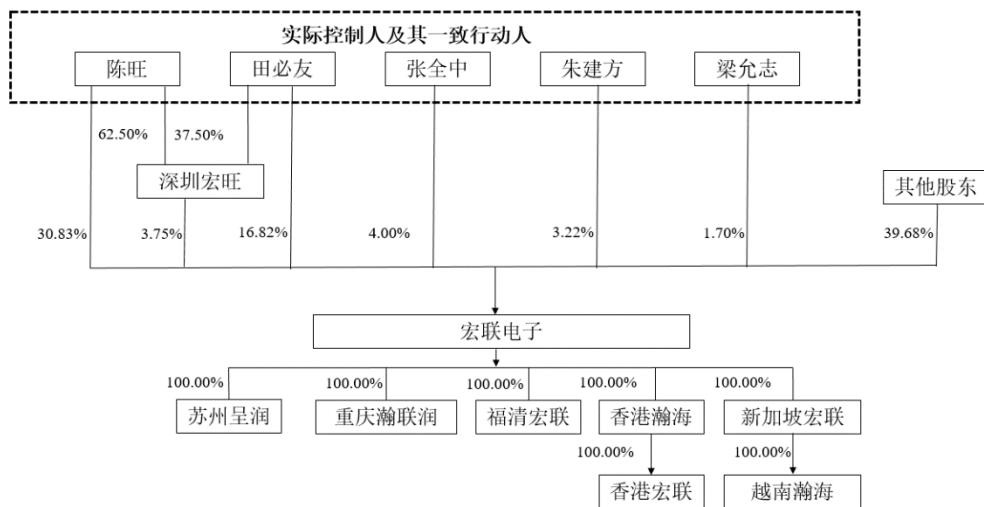 实际控制人及其一致行动人
陈旺 田必友 张全中 朱建方 梁允志
62.50% 37.50%
深圳宏旺 其他股东
30.83% 3.75% 16.82% 4.00% 3.22% 1.70% 39.68%
宏联电子
100.00% 100.00% 100.00% 100.00% 100.00%
苏州呈润 重庆瀚联润 福清宏联 香港瀚海 新加坡宏联
100.00% 100.00%
香港宏联 越南瀚海